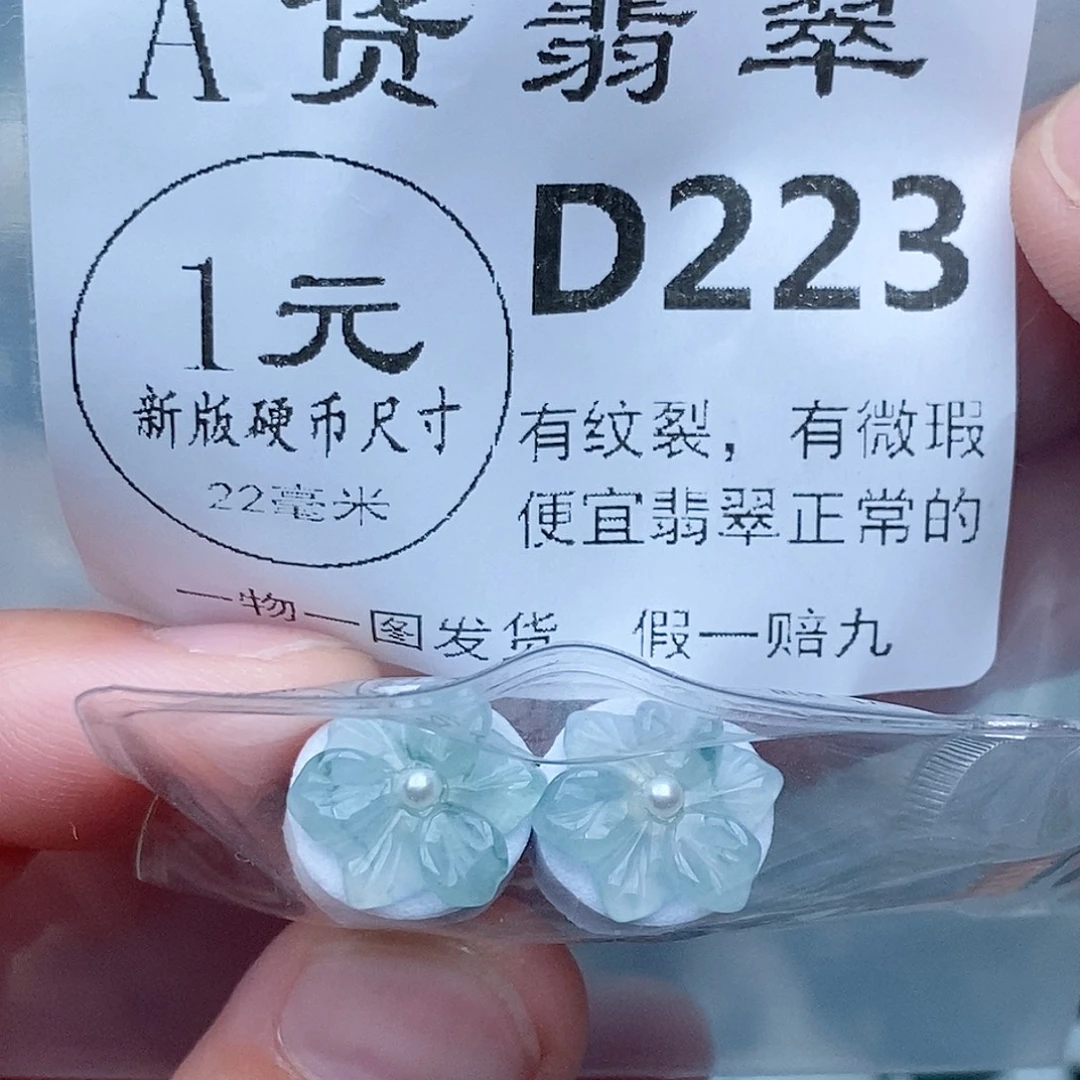 A货翡翠
D223
1元
新版硬币尺寸
22毫米
有纹裂，有微瑕
便宜翡翠正常的
一物一图发货 假一赔九